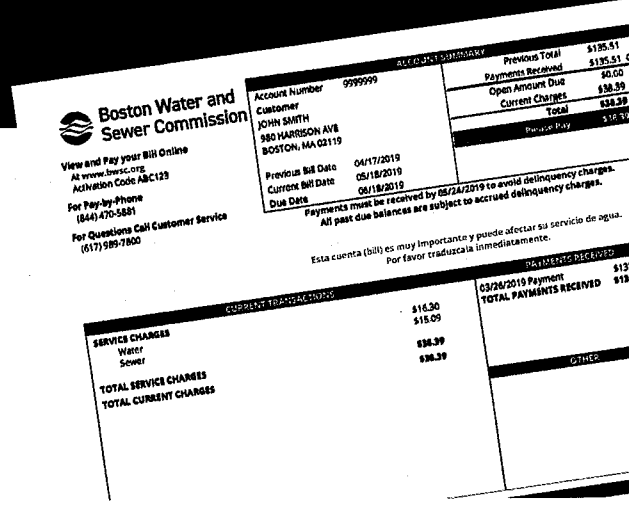 Boston Water and
Sewer Commission
View and Pay your Bill Online
At www.bwsc.org
Activation Code ABC123
For Pay-by-Phone
(844) 470-5881
For Questions Call Customer Service
(617) 989-7800
ACCOUNT SUMMARY
Account Number 9999999
Customer
JOHN SMITH
980 HARRISON AVE
BOSTON, MA 02119
Previous Bill Date 04/17/2019
Current Bill Date 05/18/2019
Due Date 06/18/2019
Previous Total $135.51
Payments Received $135.51
Open Amount Due $0.00
Current Charges $38.39
Total $38.39
Please Pay $38.39
Payments must be received by 05/24/2019 to avoid delinquency charges.
All past due balances are subject to accrued delinquency charges.
Esta cuenta (bill) es muy importante y puede afectar su servicio de agua.
Por favor traduzcala inmediatamente.
CURRENT TRANSACTIONS
SERVICE CHARGES
Water $16.30
Sewer $15.09
TOTAL SERVICE CHARGES $38.39
TOTAL CURRENT CHARGES $38.39
PAYMENTS RECEIVED
03/26/2019 Payment $13
TOTAL PAYMENTS RECEIVED $13
OTHER